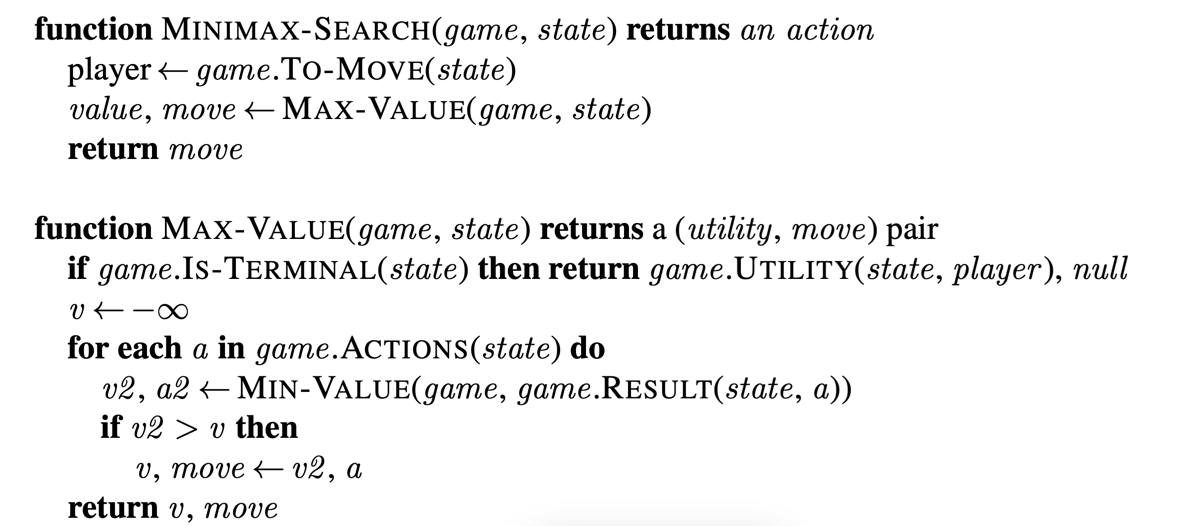 function MINIMAX-SEARCH(game, state) returns an action
player ← game.TO-MOVE(state)
value, move ← MAX-VALUE(game, state)
return move
function MAX-VALUE(game, state) returns a (utility, move) pair
if game.IS-TERMINAL(state) then return game.UTILITY(state, player), null
v ← −∞
for each a in game.ACTIONS(state) do
v2, a2 ← MIN-VALUE(game, game.RESULT(state, a))
if v2 > v then
v, move ← v2, a
return v, move